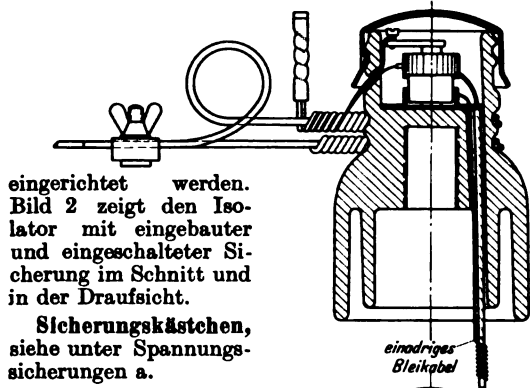 eingerichtet werden.
Bild 2 zeigt den Iso-
lator mit eingebauter
und eingeschalteter Si-
cherung im Schnitt und
in der Draufsicht.
Sicherungskästchen,
siehe unter Spannungs-
sicherungen a.
einadriges
Bleikabel